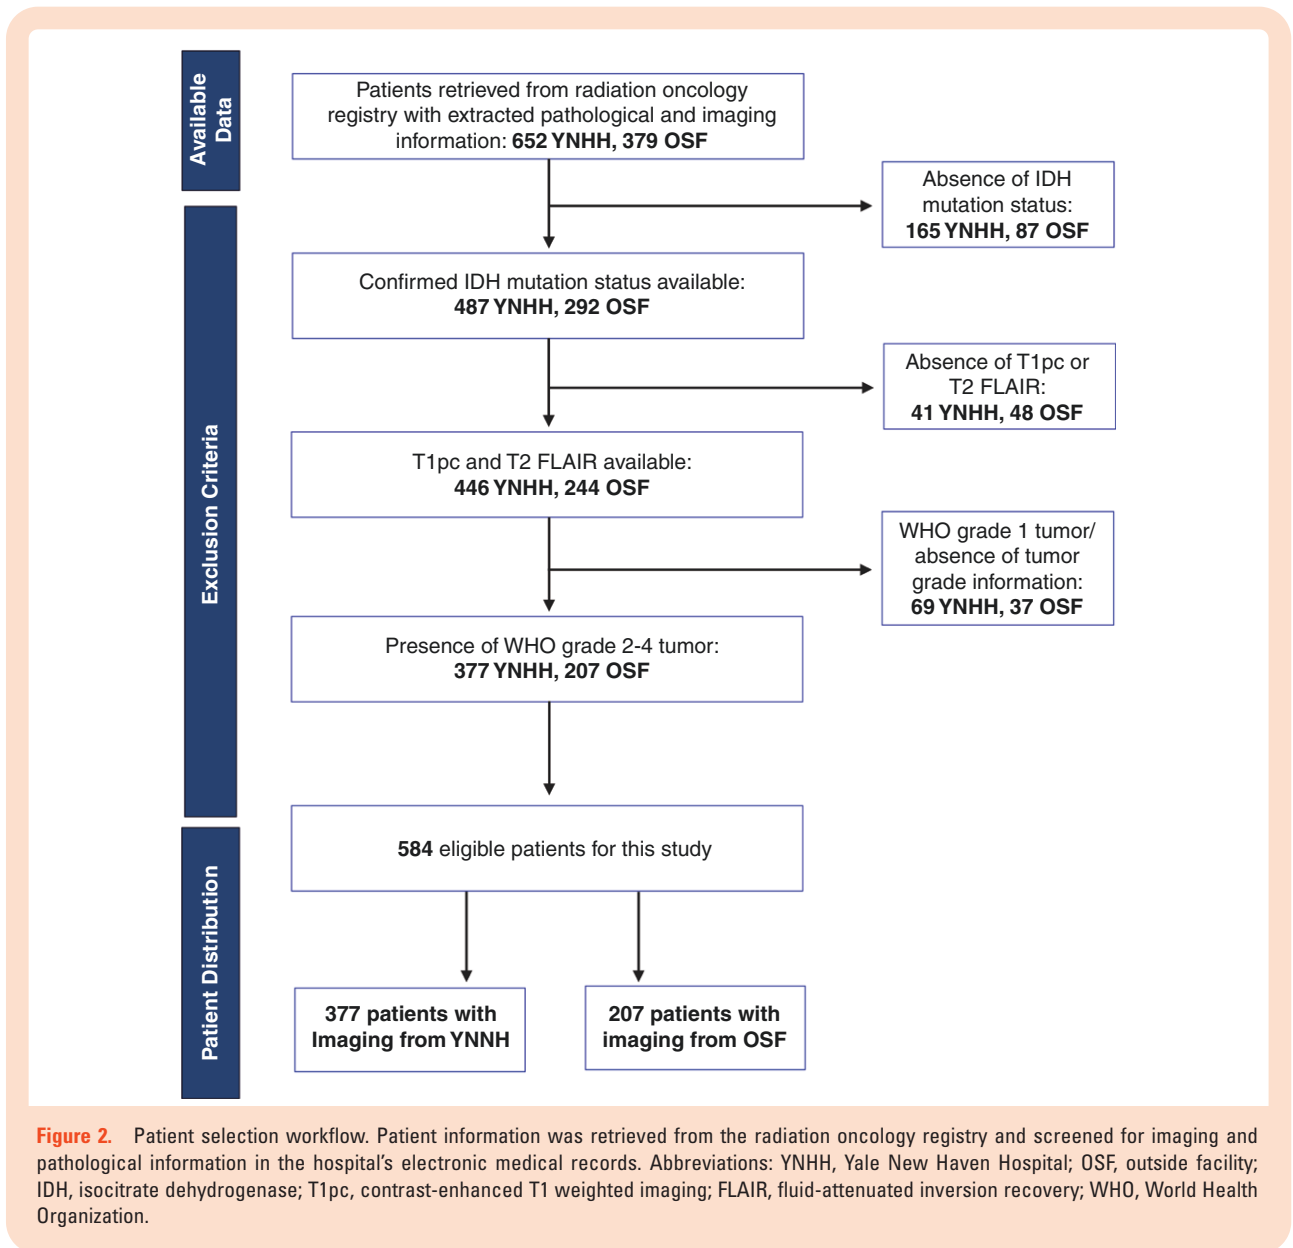 Available
Data
Patients retrieved from radiation oncology
registry with extracted pathological and imaging
information: 652 YNHH, 379 OSF
Absence of IDH
mutation status:
165 YNHH, 87 OSF
Exclusion Criteria
Confirmed IDH mutation status available:
487 YNHH, 292 OSF
Absence of T1pc or
T2 FLAIR:
41 YNHH, 48 OSF
T1pc and T2 FLAIR available:
446 YNHH, 244 OSF
WHO grade 1 tumor/
absence of tumor
grade information:
69 YNHH, 37 OSF
Presence of WHO grade 2-4 tumor:
377 YNHH, 207 OSF
Patient Distribution
584 eligible patients for this study
377 patients with
Imaging from YNNH
207 patients with
imaging from OSF
Figure 2. Patient selection workflow. Patient information was retrieved from the radiation oncology registry and screened for imaging and
pathological information in the hospital's electronic medical records. Abbreviations: YNHH, Yale New Haven Hospital; OSF, outside facility;
IDH, isocitrate dehydrogenase; T1pc, contrast-enhanced T1 weighted imaging; FLAIR, fluid-attenuated inversion recovery; WHO, World Health
Organization.